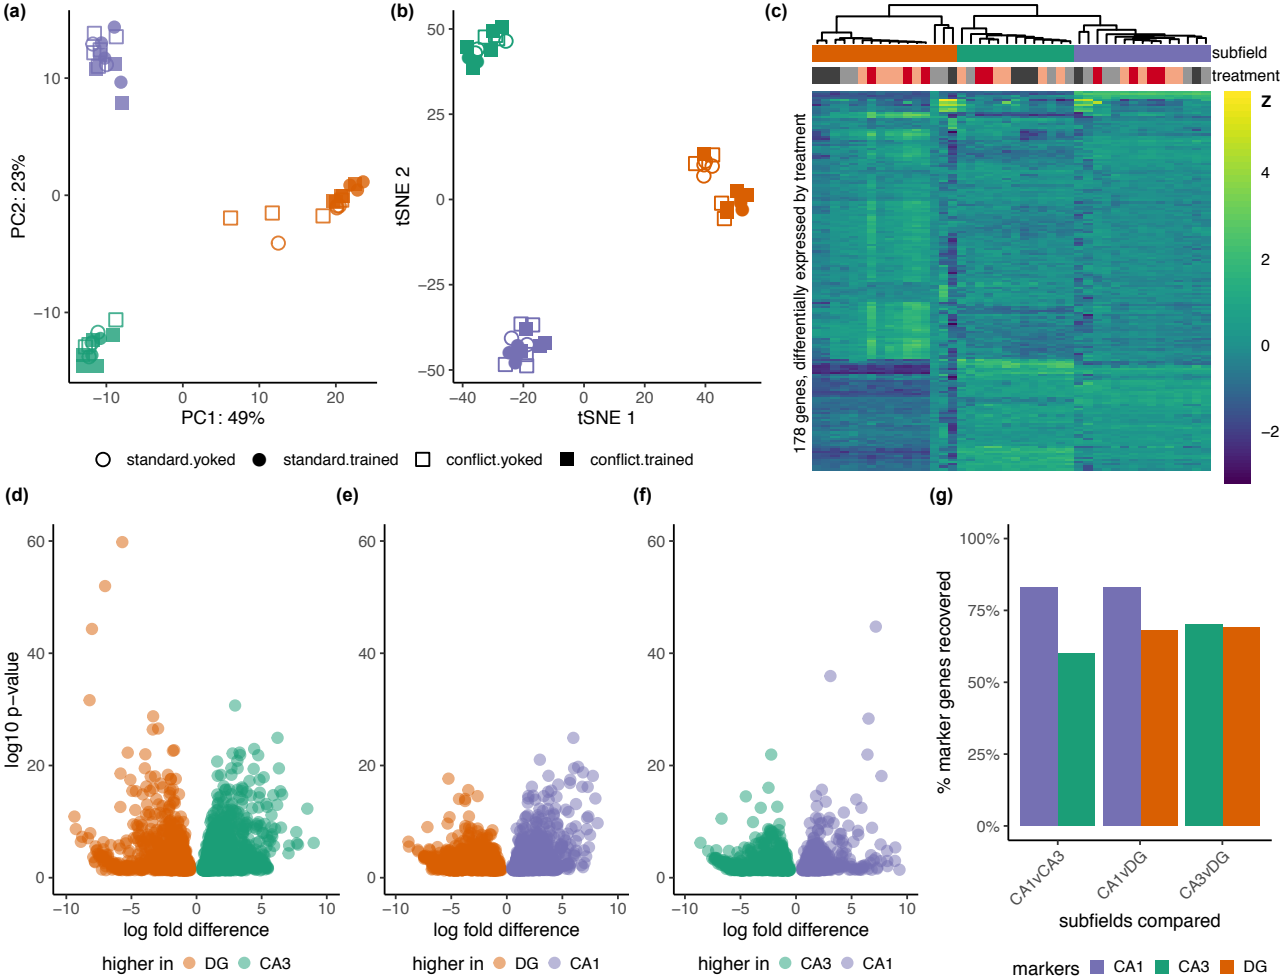 (a)
PC2: 23%
10
0
−10
−10
0
10
20
PC1: 49%
(b)
tSNE 2
50
25
0
−25
−50
−40
−20
0
20
40
tSNE 1
standard.yoked
standard.trained
conflict.yoked
conflict.trained
(c)
subfield
treatment
178 genes, differentially expressed by treatment
z
4
2
0
−2
(d)
log10 p−value
60
40
20
0
−10
−5
0
5
10
log fold difference
higher in DG CA3
(e)
60
40
20
0
−10
−5
0
5
10
log fold difference
higher in DG CA1
(f)
60
40
20
0
−10
−5
0
5
10
log fold difference
higher in CA3 CA1
(g)
% marker genes recovered
100%
75%
50%
25%
0%
CA1vCA3
CA1vDG
CA3vDG
subfields compared
markers CA1 CA3 DG